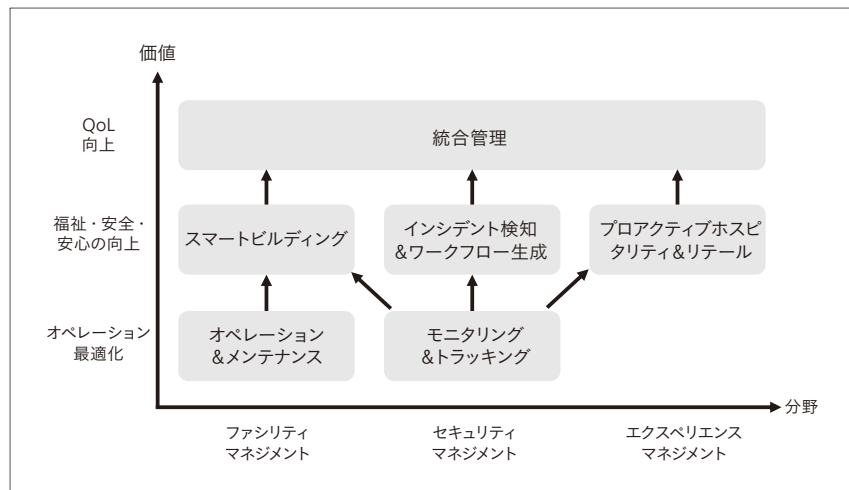 価値
QoL
向上
統合管理
福祉・安全・
安心の向上
スマートビルディング
インシデント検知
&ワークフロー生成
プロアクティブホスピ
タリティ&リテール
オペレーション
最適化
オペレーション
&メンテナンス
モニタリング
&トラッキング
分野
ファシリティ
マネジメント
セキュリティ
マネジメント
エクスペリエンス
マネジメント